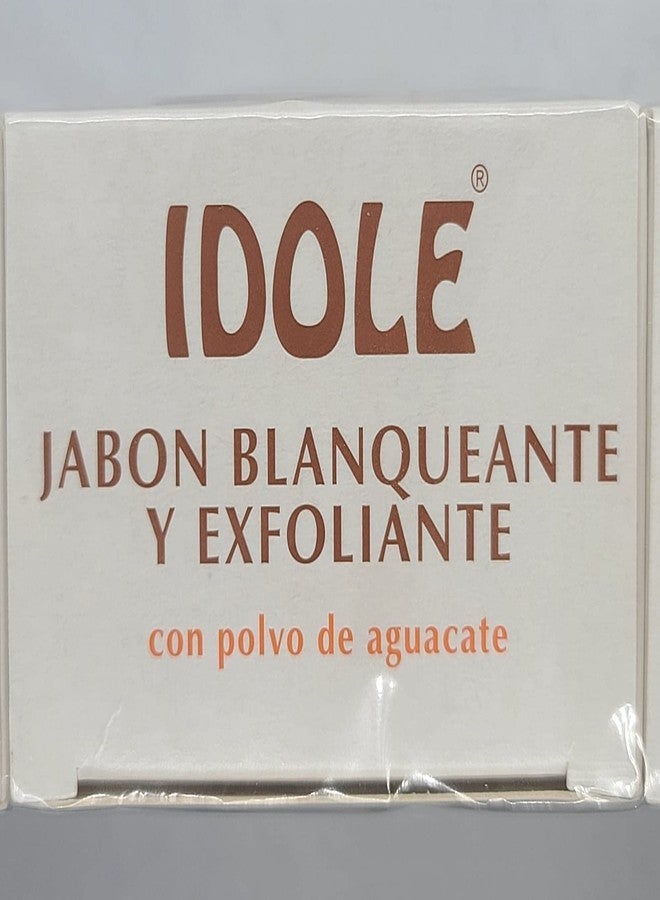 IDOLE®
JABON BLANQUEANTE
Y EXFOLIANTE
con polvo de aguacate